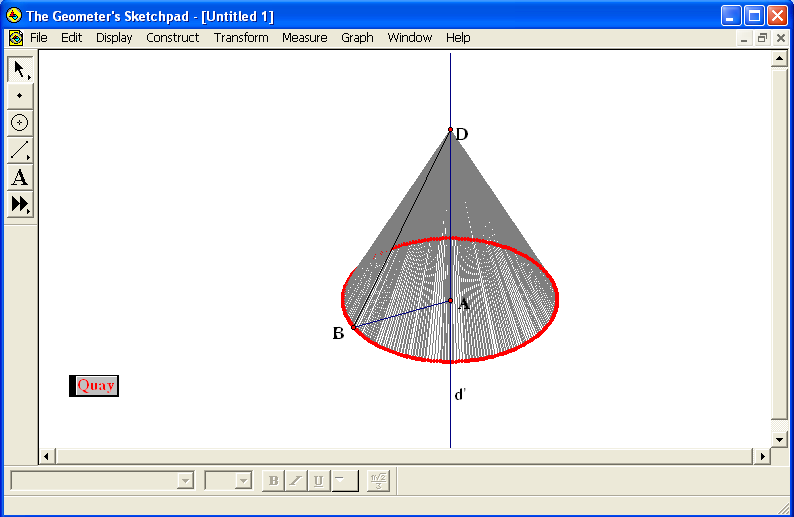 The Geometer's Sketchpad - [Untitled 1]
File Edit Display Construct Transform Measure Graph Window Help
A
D
A
B
Quay
d'
B I U